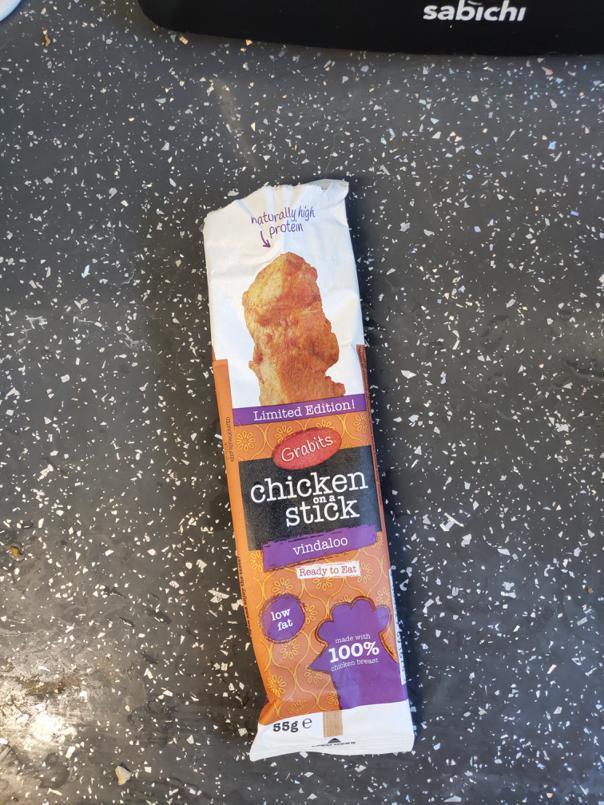 sabichi
naturally high
protein
Limited Edition!
Grabits
chicken
on a
stick
vindaloo
Ready to Eat
low
fat
made with
100%
chicken breast
55g e